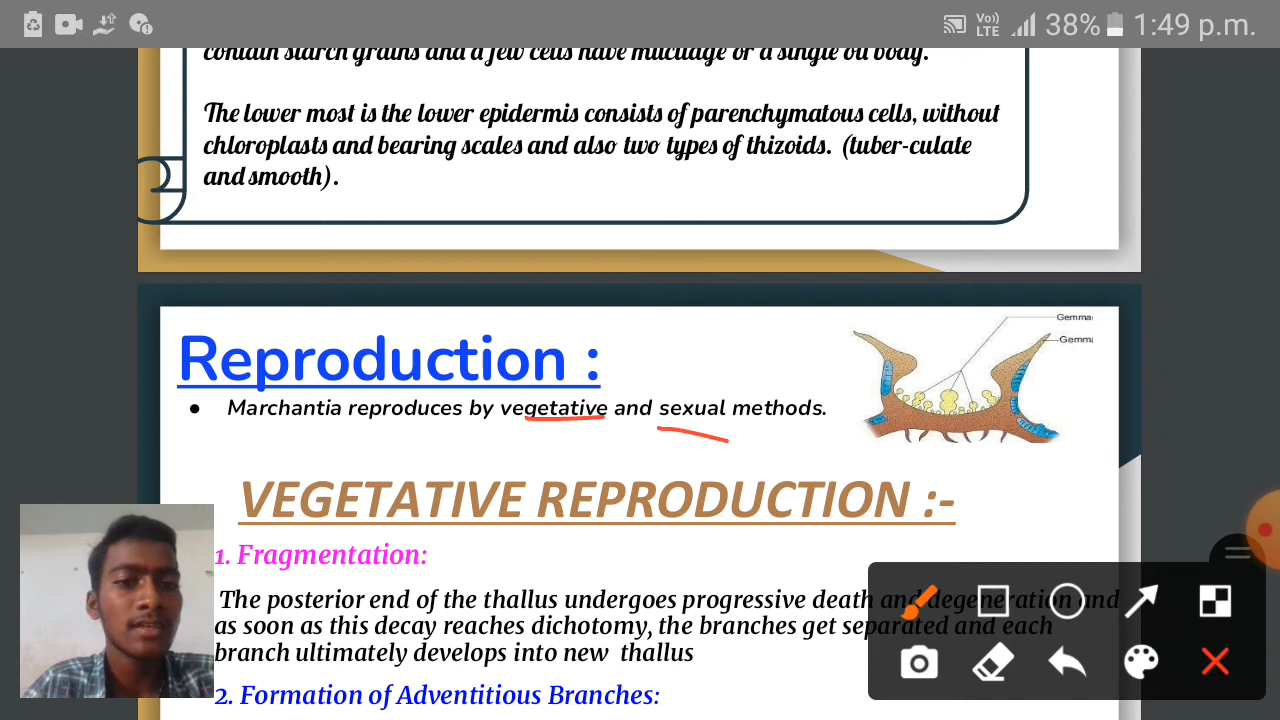 Vo)) LTE 38% 1:49 p.m.
contain starch grains and a few cells have mucilage or a single oil body.
The lower most is the lower epidermis consists of parenchymatous cells, without
chloroplasts and bearing scales and also two types of thizoids. (tuber-culate
and smooth).
Reproduction :
Gemma
Gemm
● Marchantia reproduces by vegetative and sexual methods.
VEGETATIVE REPRODUCTION :-
1. Fragmentation:
The posterior end of the thallus undergoes progressive death and degeneration and
as soon as this decay reaches dichotomy, the branches get separated and each
branch ultimately develops into new thallus
2. Formation of Adventitious Branches: